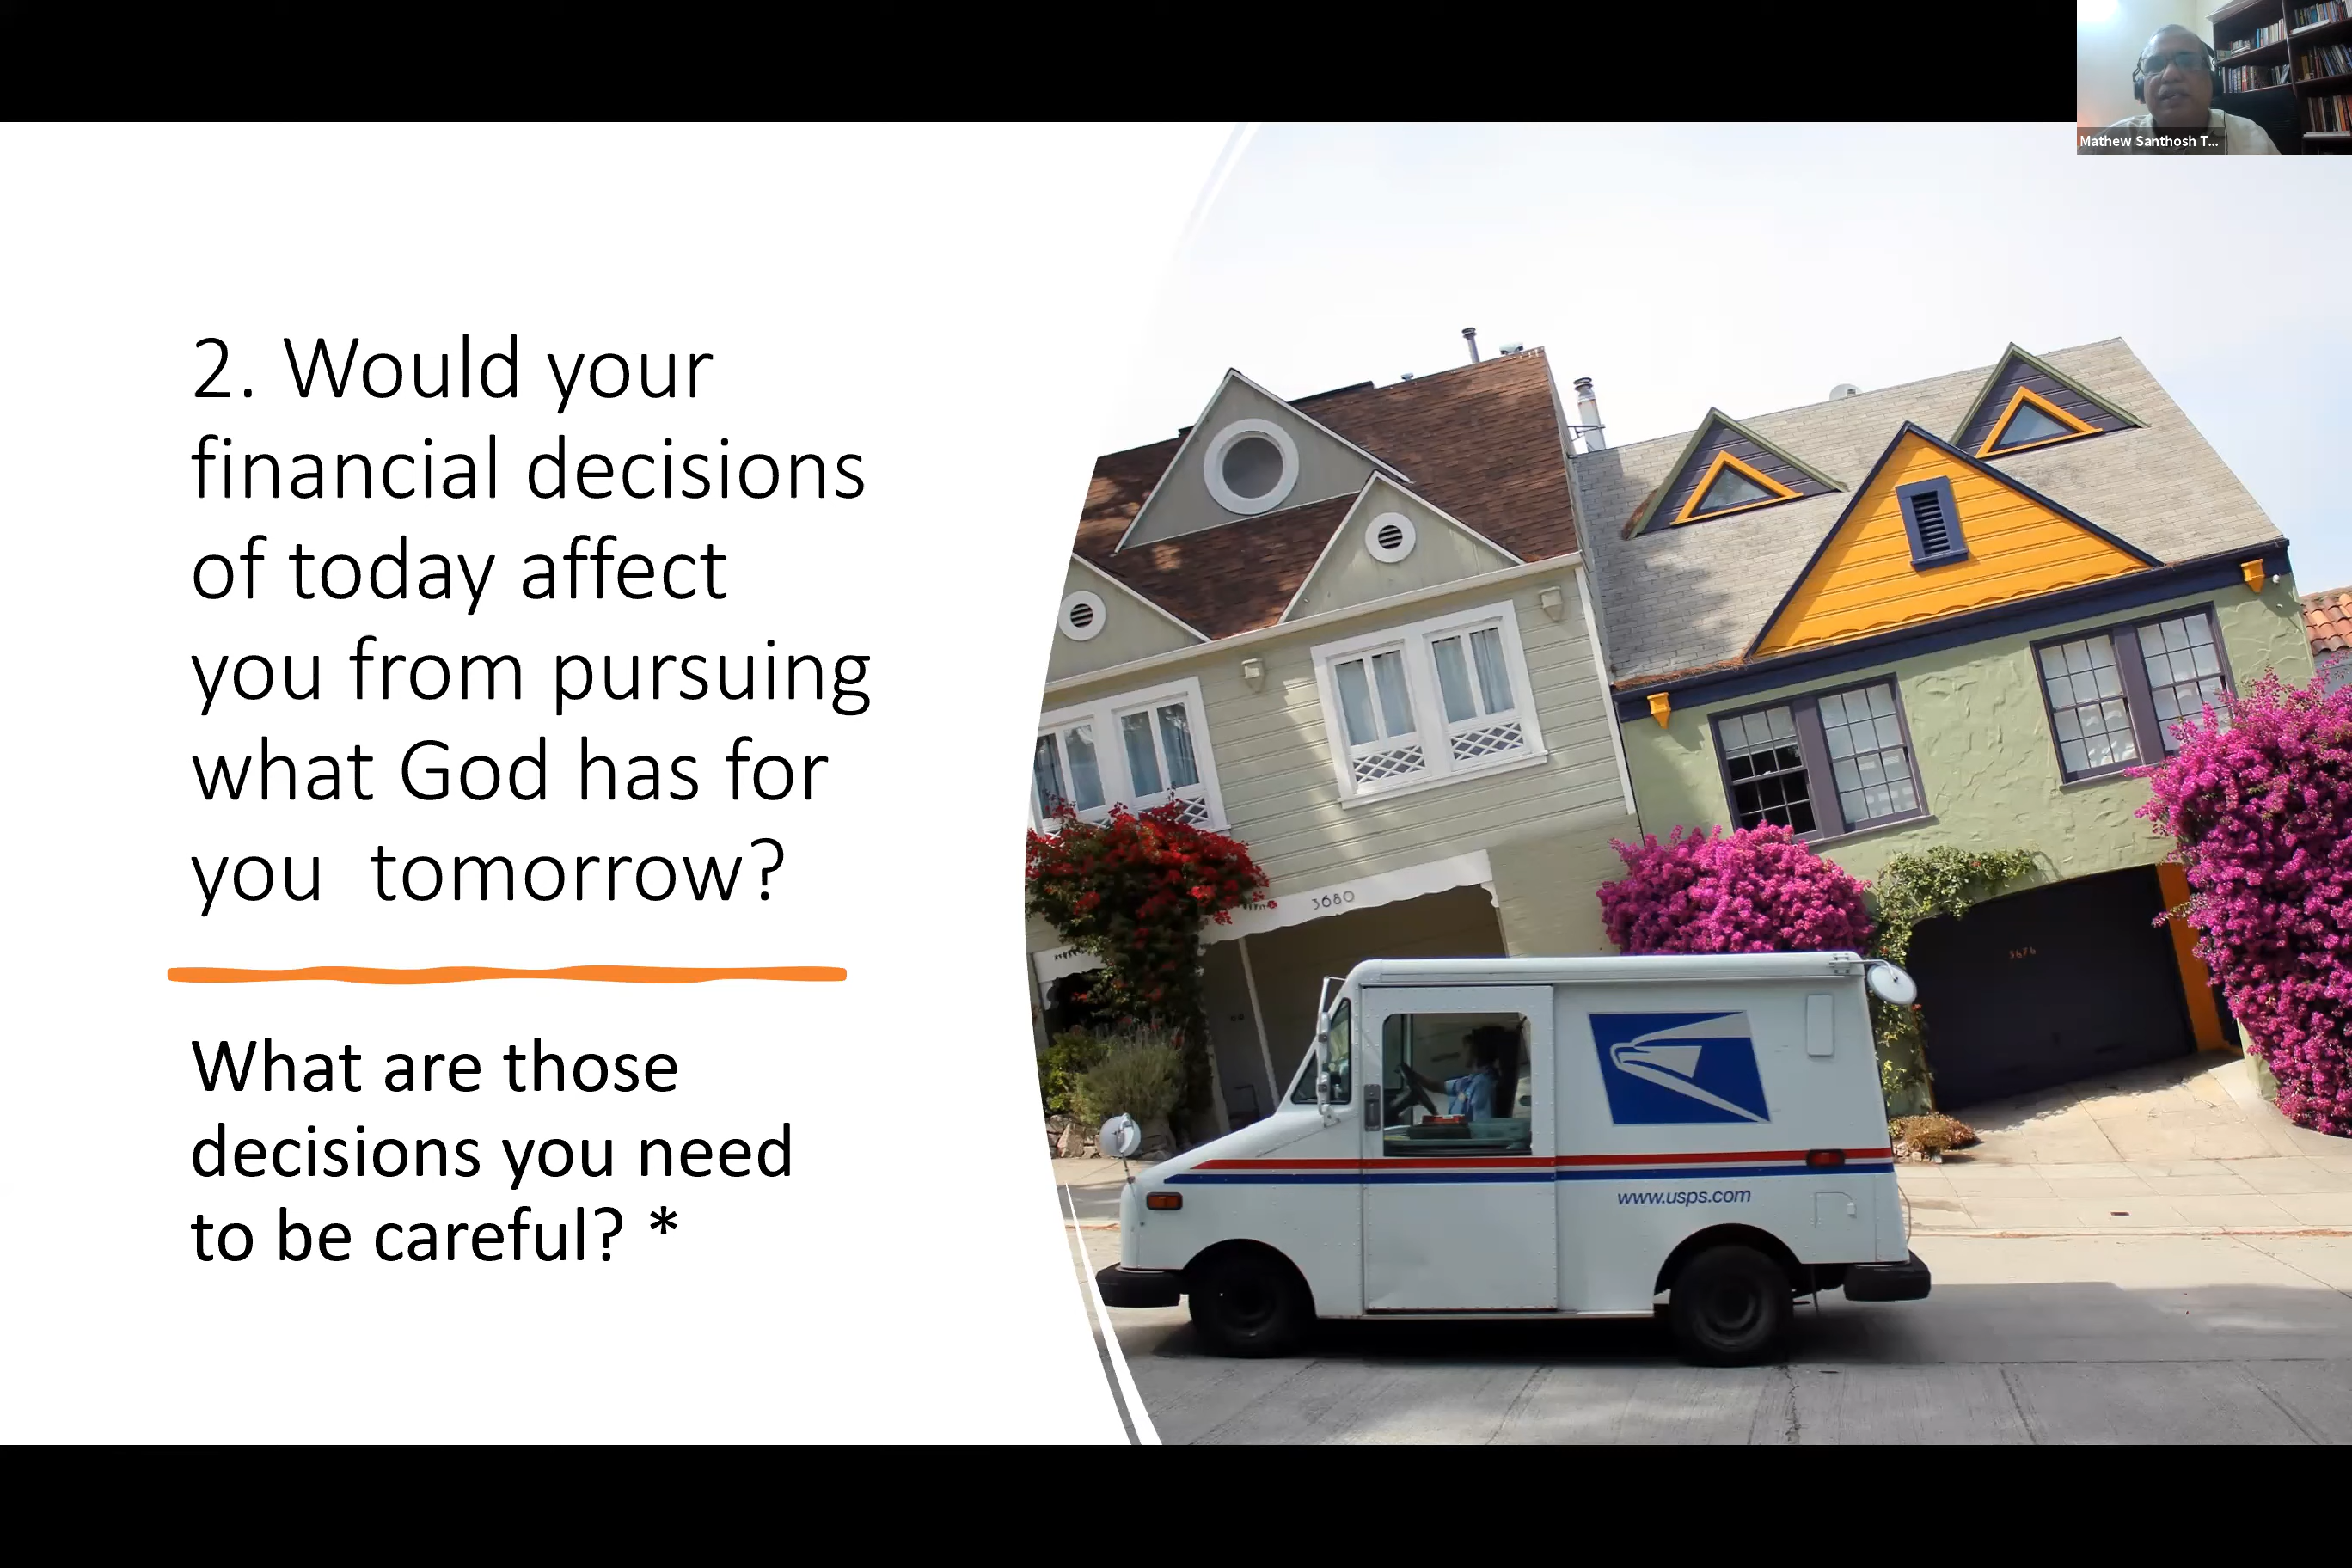 Mathew Santhosh T...
2. Would your
financial decisions
of today affect
you from pursuing
what God has for
you  tomorrow?
What are those
decisions you need
to be careful? *
3680
3676
www.usps.com